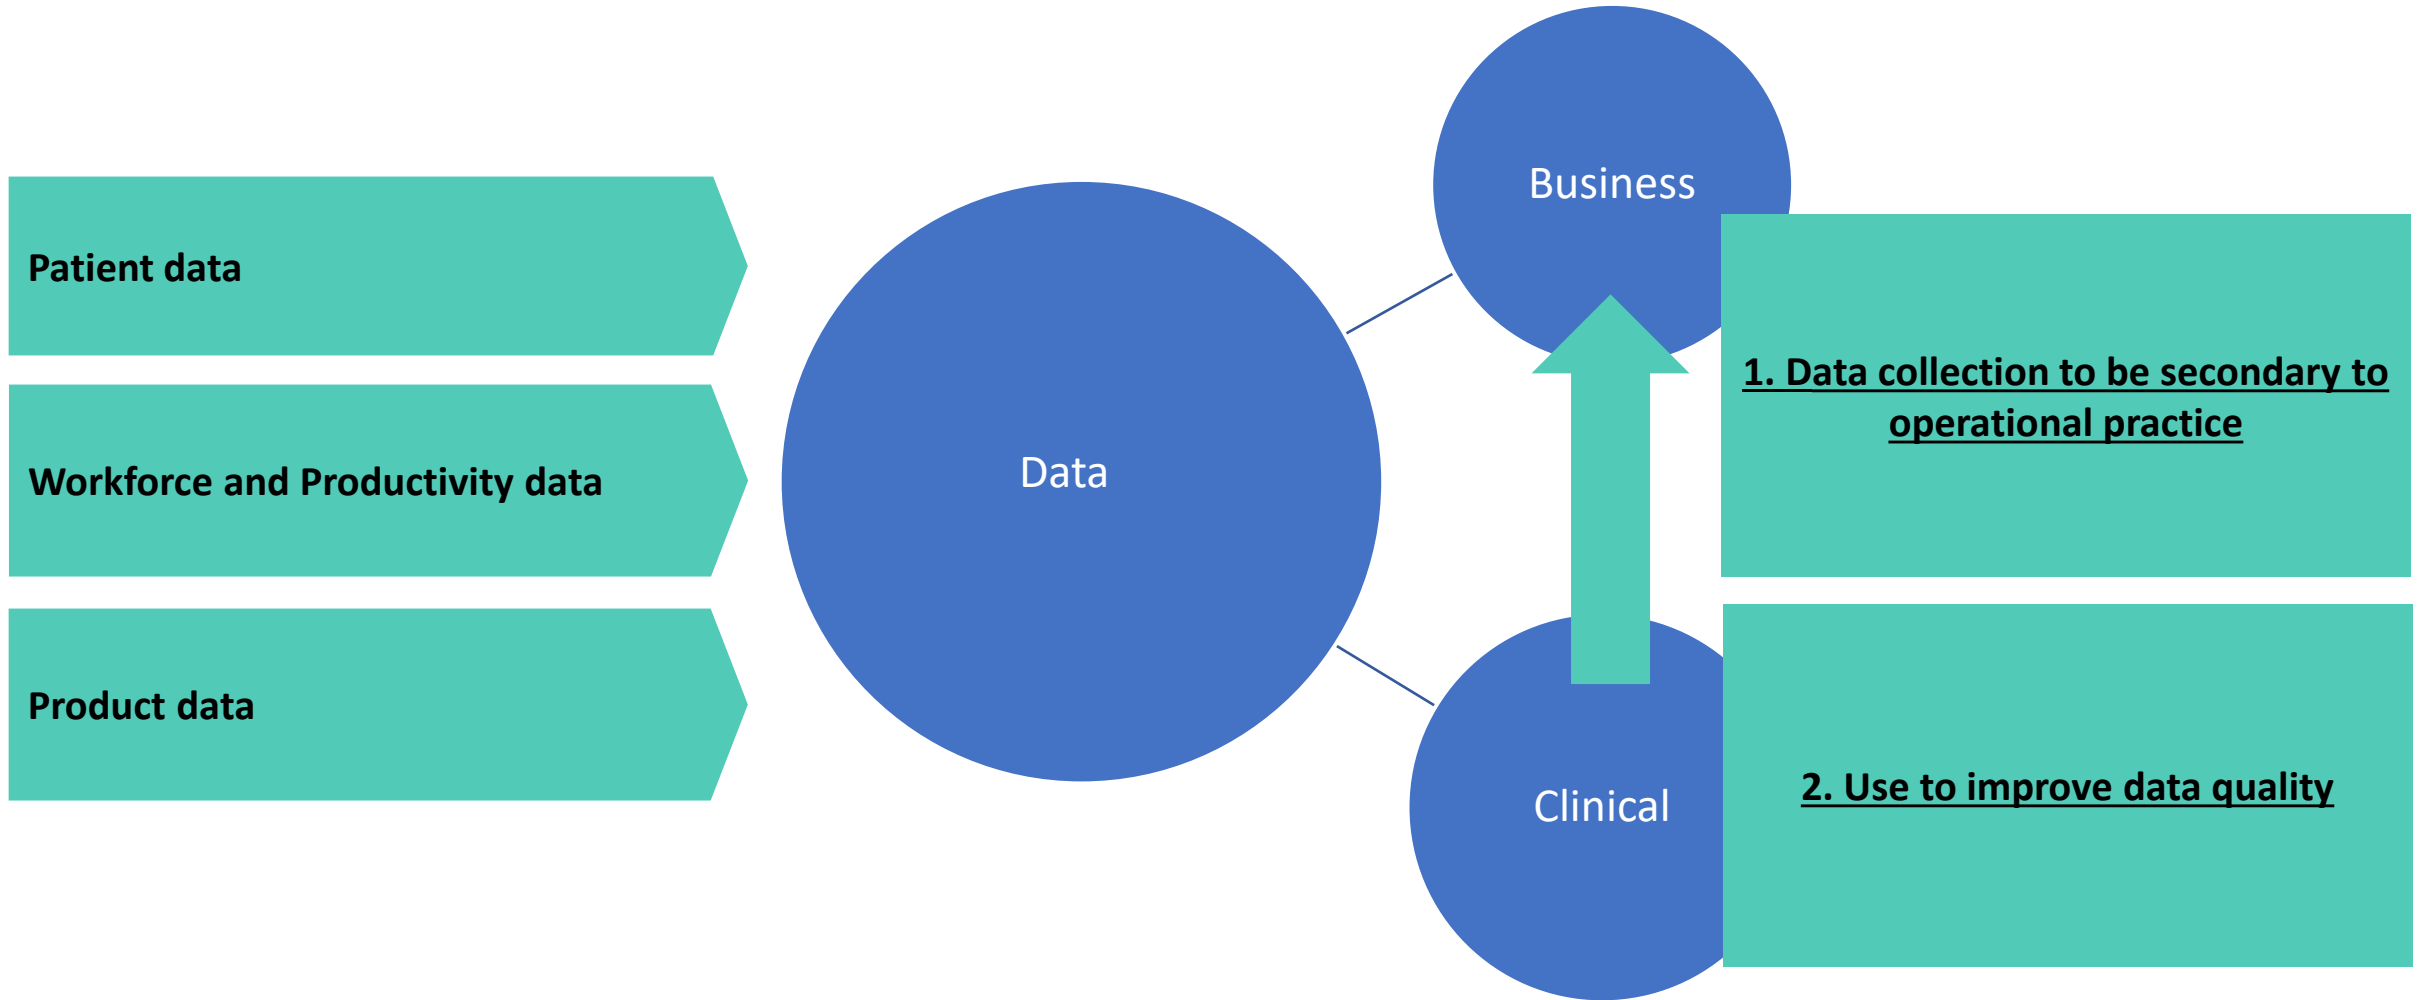 Patient data
Workforce and Productivity data
Product data
Data
Business
Clinical
1. Data collection to be secondary to
operational practice
2. Use to improve data quality